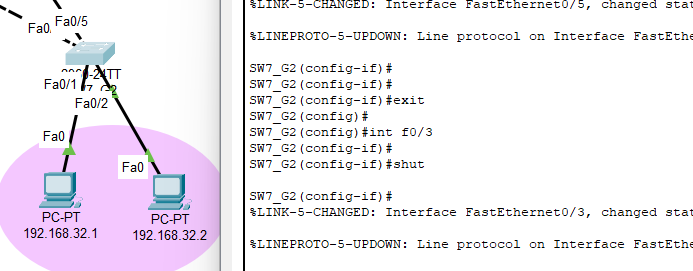 Fa0/5
Fa0
2960-24TT
Fa0/1
SW7_G2
Fa0/2
Fa0
Fa0
PC-PT
192.168.32.1
PC-PT
192.168.32.2
%LINK-5-CHANGED: Interface FastEthernet0/5, changed stat
%LINEPROTO-5-UPDOWN: Line protocol on Interface FastEthe
SW7_G2(config-if)#
SW7_G2(config-if)#
SW7_G2(config-if)#exit
SW7_G2(config)#
SW7_G2(config)#int f0/3
SW7_G2(config-if)#
SW7_G2(config-if)#shut
SW7_G2(config-if)#
%LINK-5-CHANGED: Interface FastEthernet0/3, changed stat
%LINEPROTO-5-UPDOWN: Line protocol on Interface FastEthe